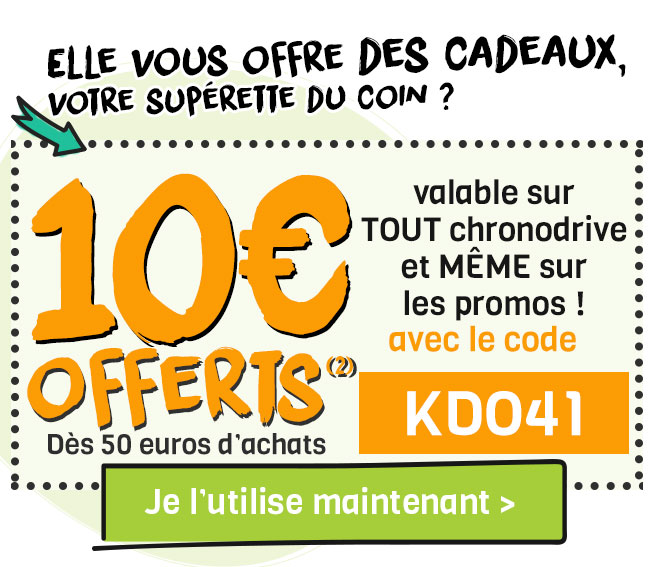 ELLE VOUS OFFRE DES CADEAUX,
VOTRE SUPÉRETTE DU COIN ?
10€
OFFERTS(2)
Dès 50 euros d'achats
valable sur
TOUT chronodrive
et MÊME sur
les promos !
avec le code
KDO41
Je l'utilise maintenant >